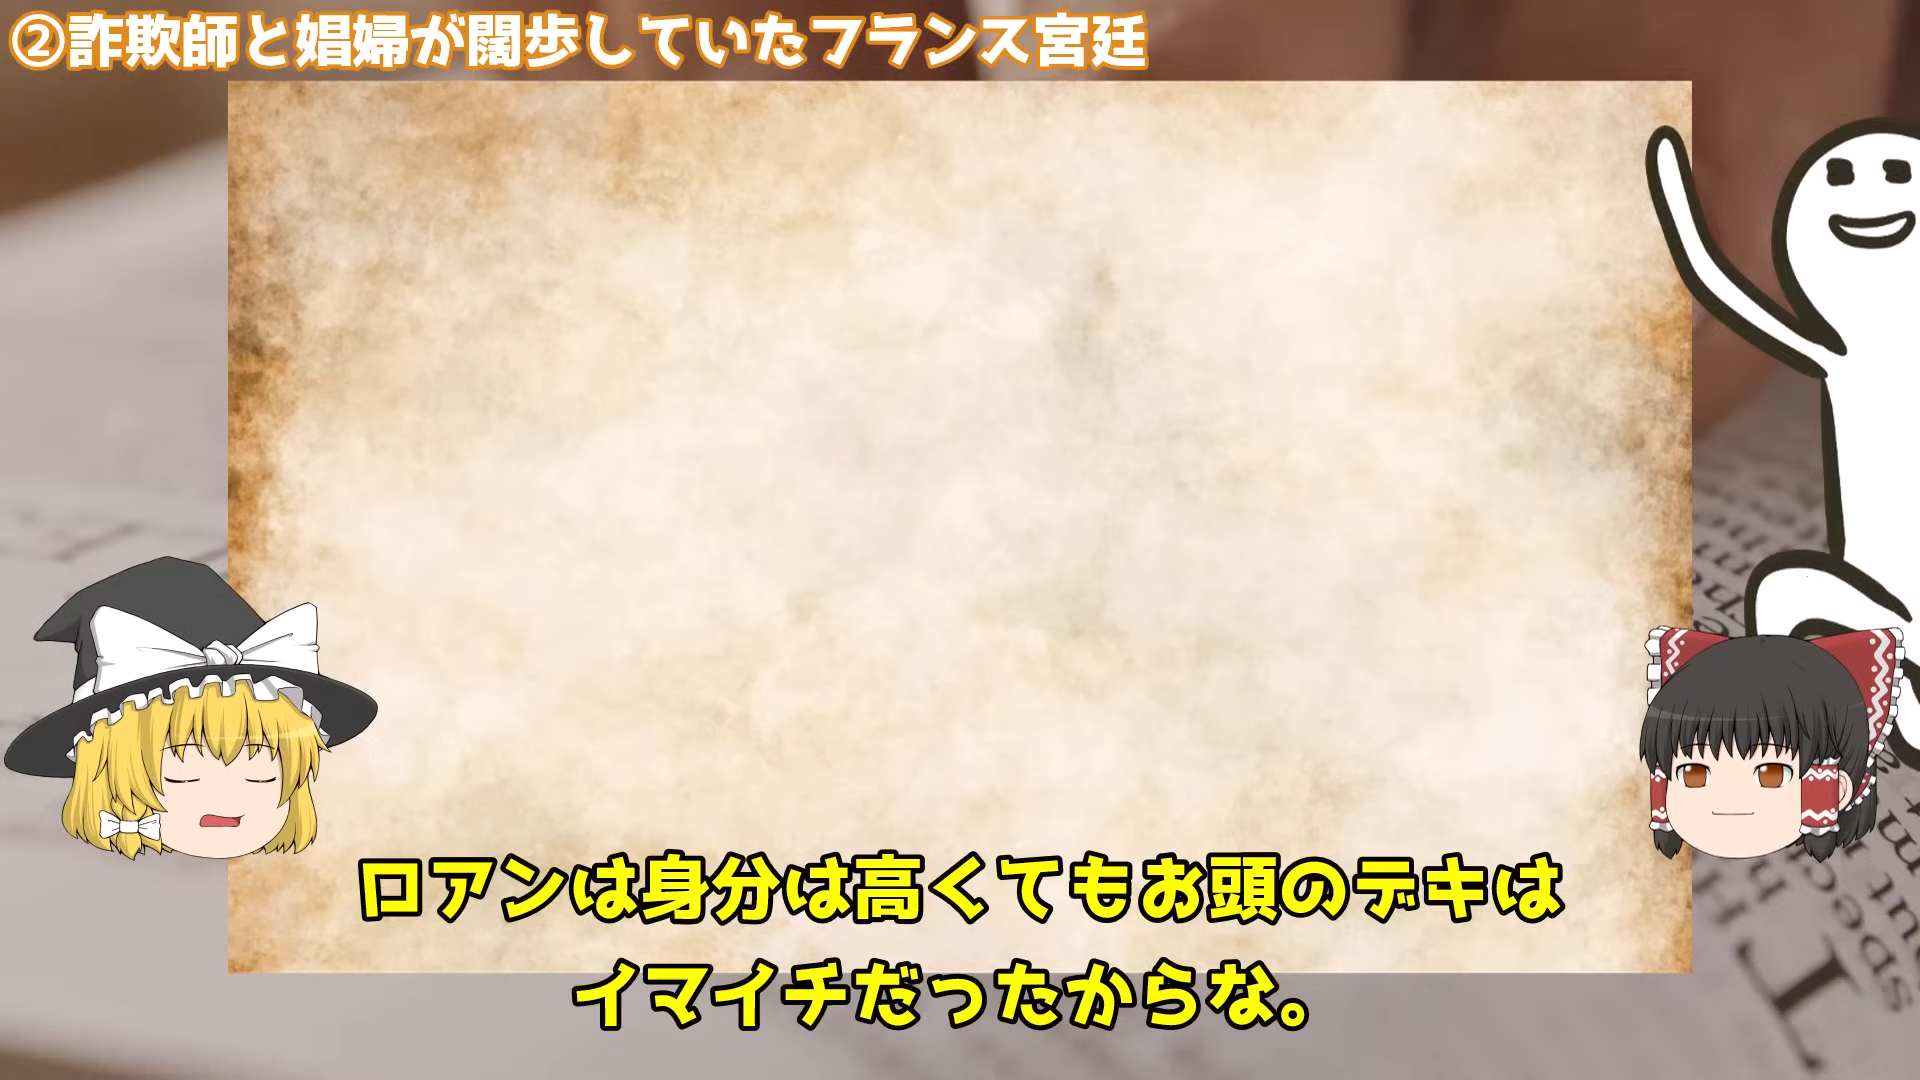 ②詐欺師と娼婦が闊歩していたフランス宮廷
ロアンは身分は高くてもお頭のデキは
イマイチだったからな。